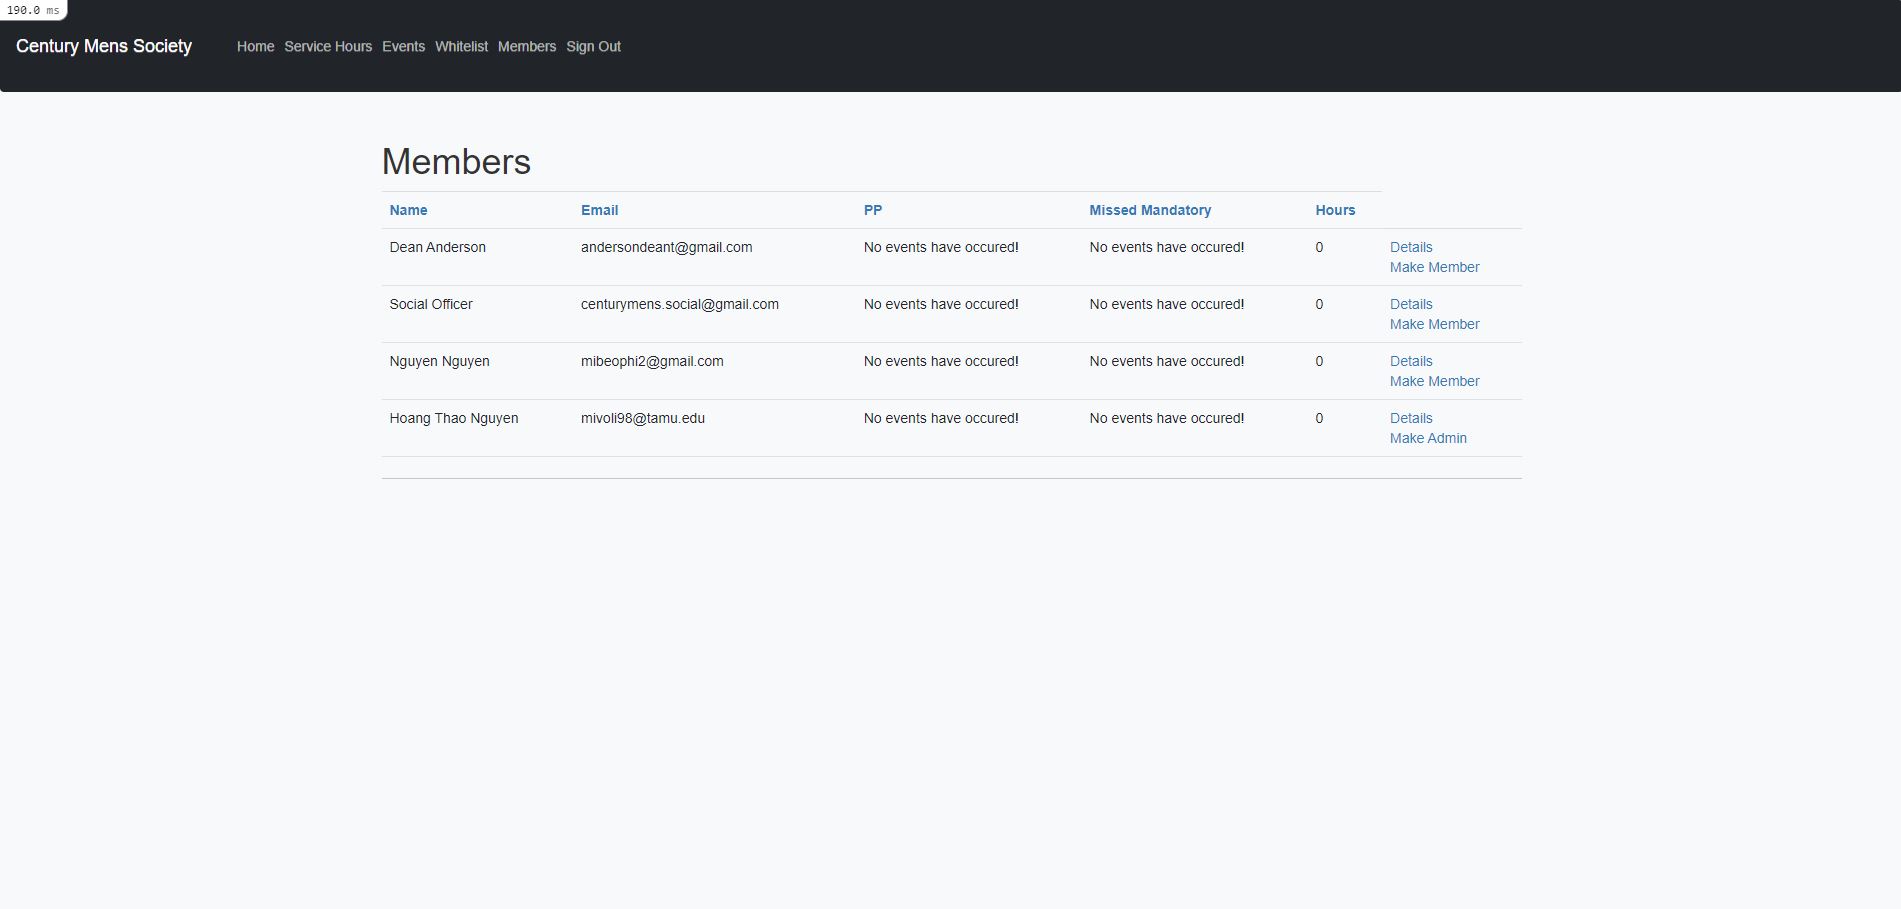 190.0 ms
Century Mens Society Home Service Hours Events Whitelist Members Sign Out
Members
Name Email PP Missed Mandatory Hours
Dean Anderson andersondeant@gmail.com No events have occured! No events have occured! 0 Details
Make Member
Social Officer centurymens.social@gmail.com No events have occured! No events have occured! 0 Details
Make Member
Nguyen Nguyen mibeophi2@gmail.com No events have occured! No events have occured! 0 Details
Make Member
Hoang Thao Nguyen mivoli98@tamu.edu No events have occured! No events have occured! 0 Details
Make Admin